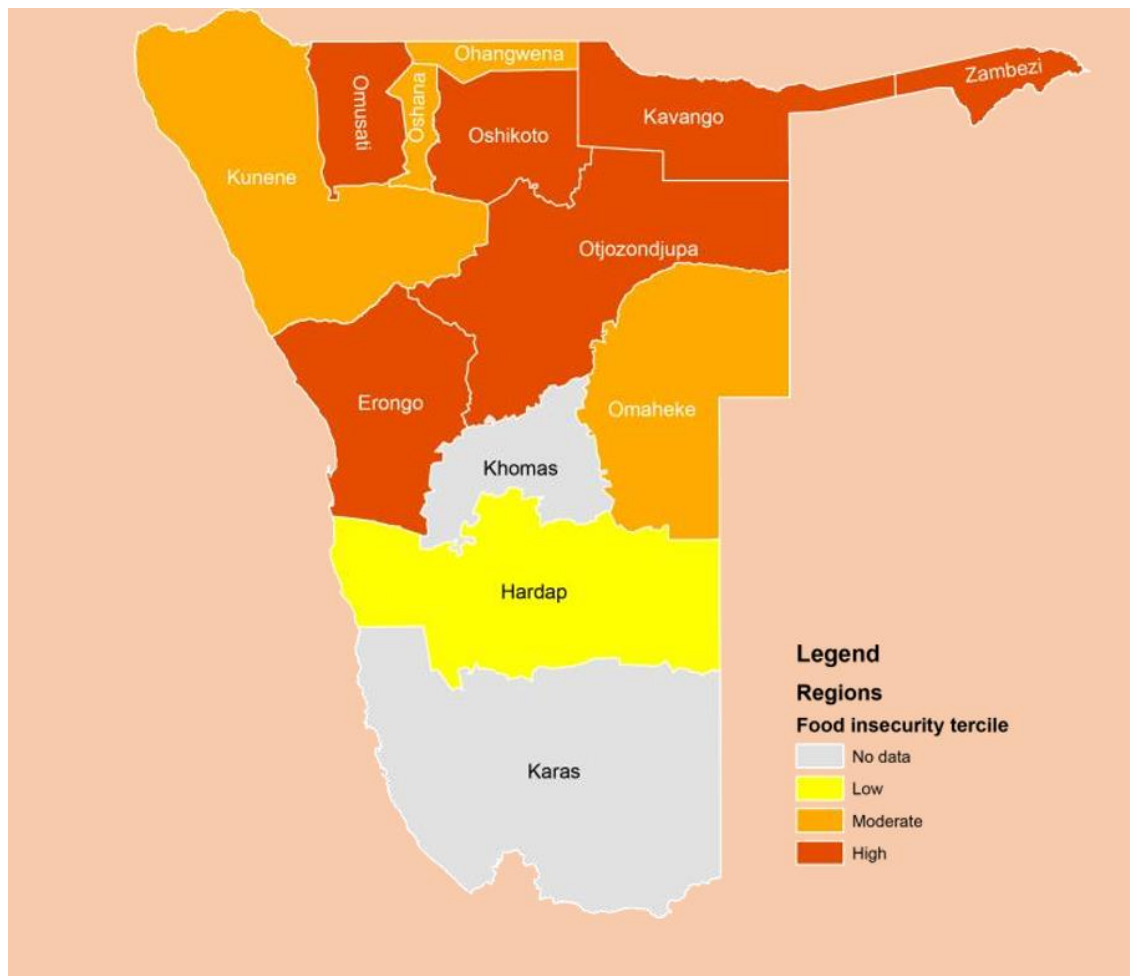 Ohangwena
Zambezi
Omusati
Oshana
Kavango
Oshikoto
Kunene
Otjozondjupa
Erongo
Omaheke
Khomas
Hardap
Karas
Legend
Regions
Food insecurity tercile
No data
Low
Moderate
High